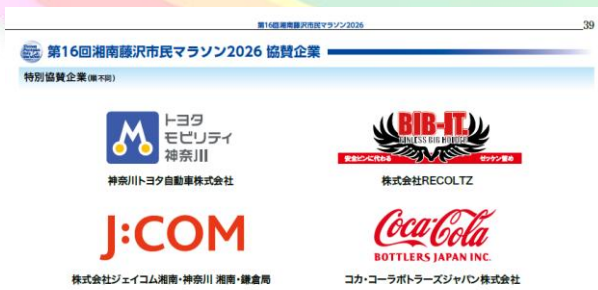 第16回湘南藤沢市民マラソン2026
39
第16回湘南藤沢市民マラソン2026 協賛企業
特別協賛企業(順不同)
トヨタ
モビリティ
神奈川
神奈川トヨタ自動車株式会社
BIB-IT.
PINLESS BIB HOLDER
安全ピンに代わる ゼッケン留め
株式会社RECOLTZ
J:COM
株式会社ジェイコム湘南・神奈川 湘南・鎌倉局
Coca-Cola
BOTTLERS JAPAN INC.
コカ・コーラボトラーズジャパン株式会社